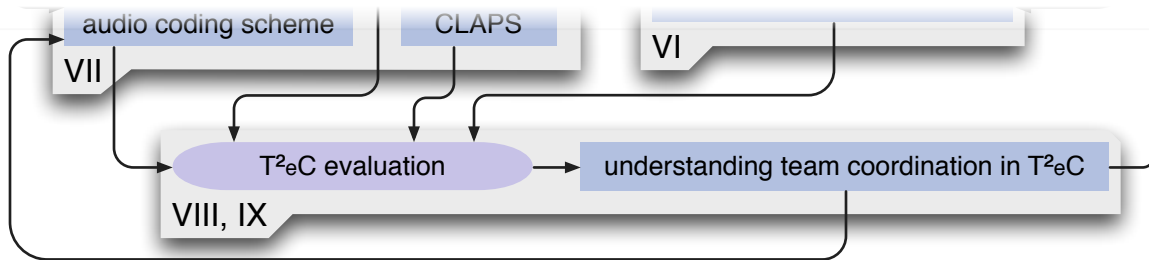 audio coding scheme
CLAPS
VII
VI
T²eC evaluation
understanding team coordination in T²eC
VIII, IX